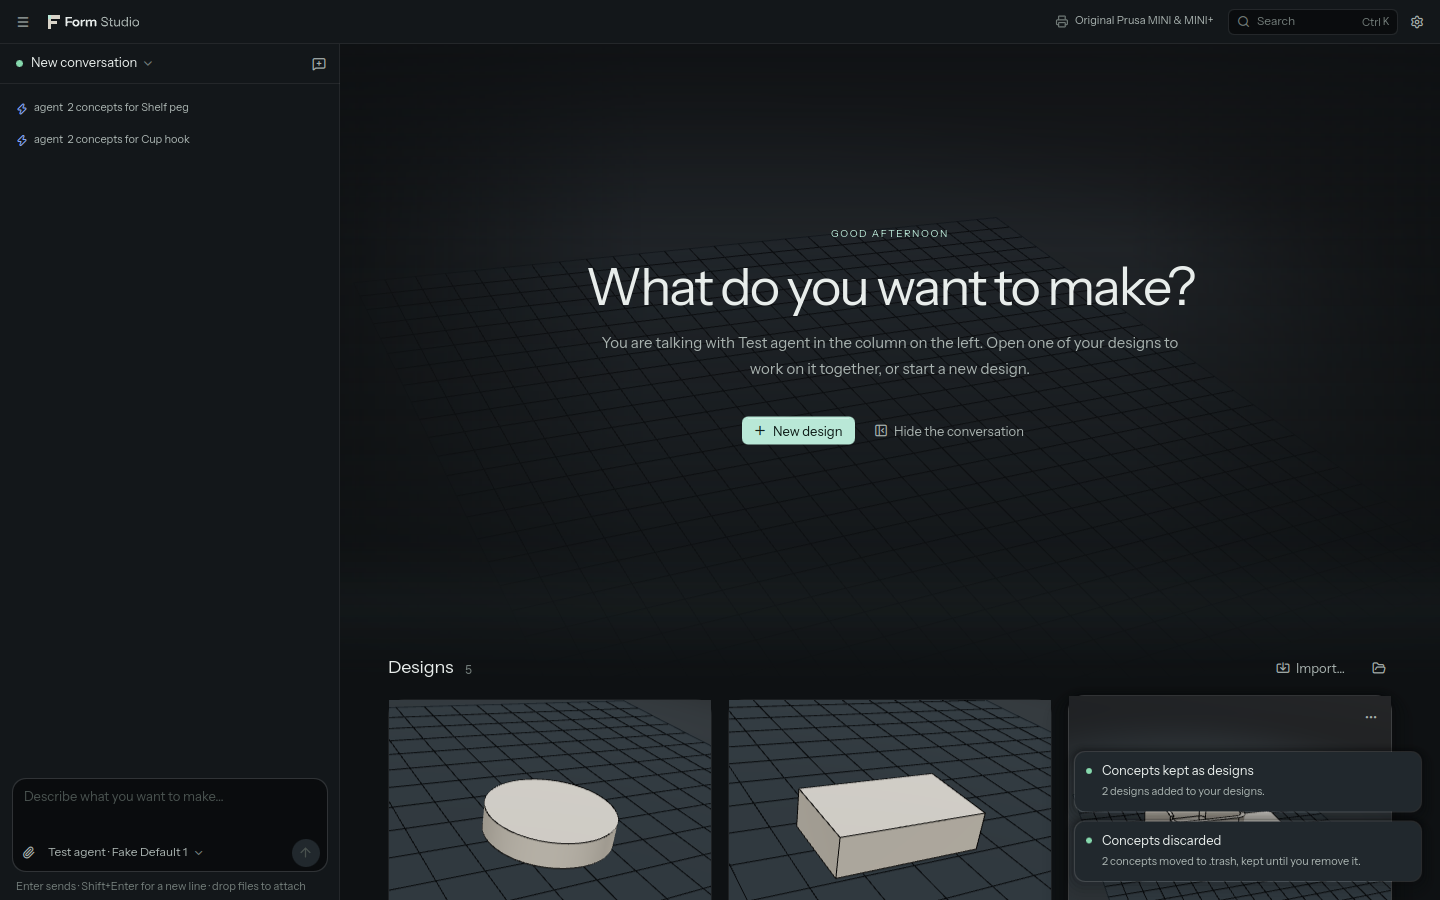 Form Studio
Original Prusa MINI & MINI+
Search
Ctrl K
New conversation
agent 2 concepts for Shelf peg
agent 2 concepts for Cup hook
GOOD AFTERNOON
What do you want to make?
You are talking with Test agent in the column on the left. Open one of your designs to
work on it together, or start a new design.
New design
Hide the conversation
Designs 5
Import...
Concepts kept as designs
2 designs added to your designs.
Concepts discarded
2 concepts moved to .trash, kept until you remove it.
Describe what you want to make...
Test agent · Fake Default 1
Enter sends · Shift+Enter for a new line · drop files to attach